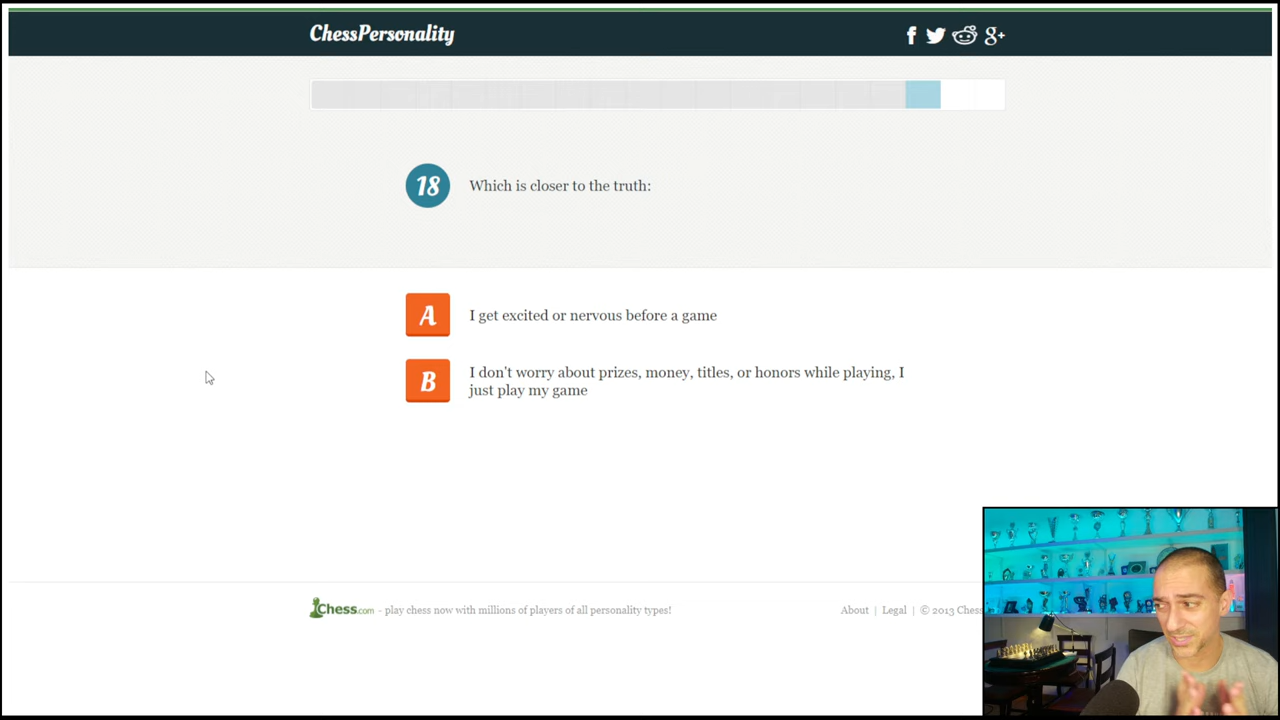 ChessPersonality
18 Which is closer to the truth:
A I get excited or nervous before a game
B I don't worry about prizes, money, titles, or honors while playing, I
just play my game
Chess.com - play chess now with millions of players of all personality types!
About | Legal | © 2013 Chess